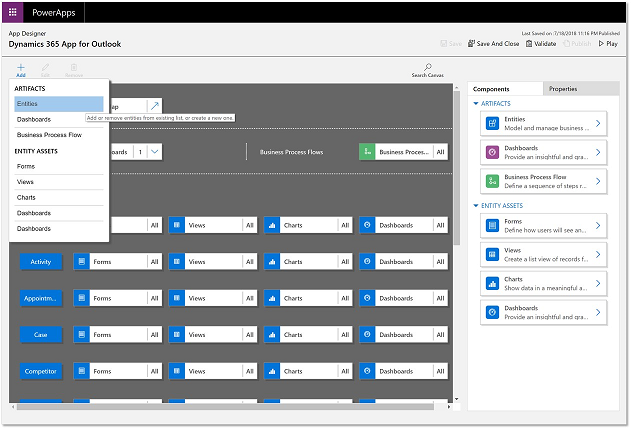 PowerApps
App Designer
Last Saved on :7/18/2018 11:16 PM Published
Dynamics 365 App for Outlook
Save Save And Close Validate Publish Play
Add Edit Remove
Search Canvas
ARTIFACTS
Entities
Add or remove entities from existing list, or create a new one.
Dashboards
Business Process Flow
ENTITY ASSETS
Forms
Views
Charts
Dashboards
Dashboards
ap
oards 1
Business Process Flows
Business Proces... All
All Views All Charts All Dashboards All
Activity Forms All Views All Charts All Dashboards All
Appointm... Forms All Views All Charts All Dashboards All
Case Forms All Views All Charts All Dashboards All
Competitor Forms All Views All Charts All Dashboards All
Components Properties
ARTIFACTS
Entities
Model and manage business ...
Dashboards
Provide an insightful and gra...
Business Process Flow
Define a sequence of steps r...
ENTITY ASSETS
Forms
Define how users will see an...
Views
Create a list view of records f...
Charts
Show data in a meaningful a...
Dashboards
Provide an insightful and gra...